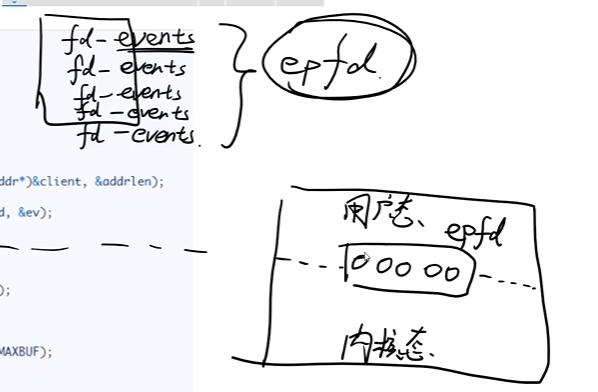 fd-events
fd-events
fd-events
fd-events
fd-events.
epfd.
ddr*)&client, &addrlen);
d, &ev);
);
MAXBUF);
用户态、
epfd
00000
内核态.